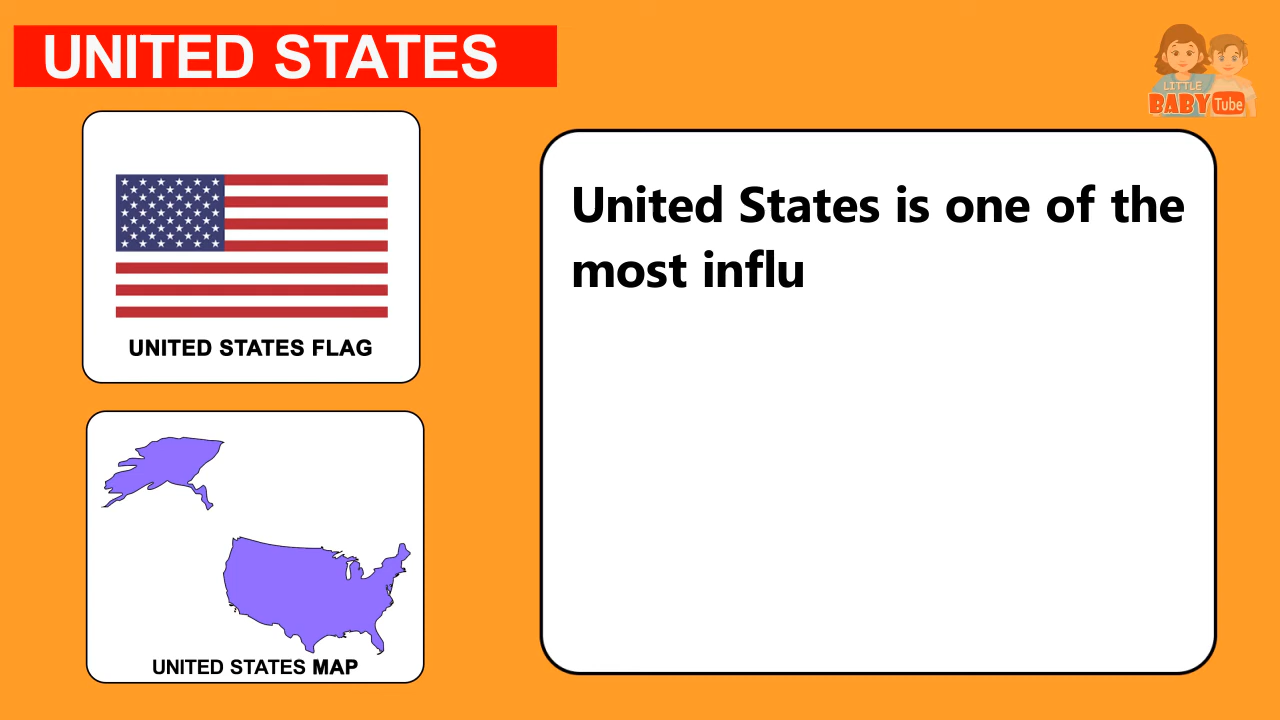 UNITED STATES
LITTLE
BABY Tube
UNITED STATES FLAG
United States is one of the
most influ
UNITED STATES MAP